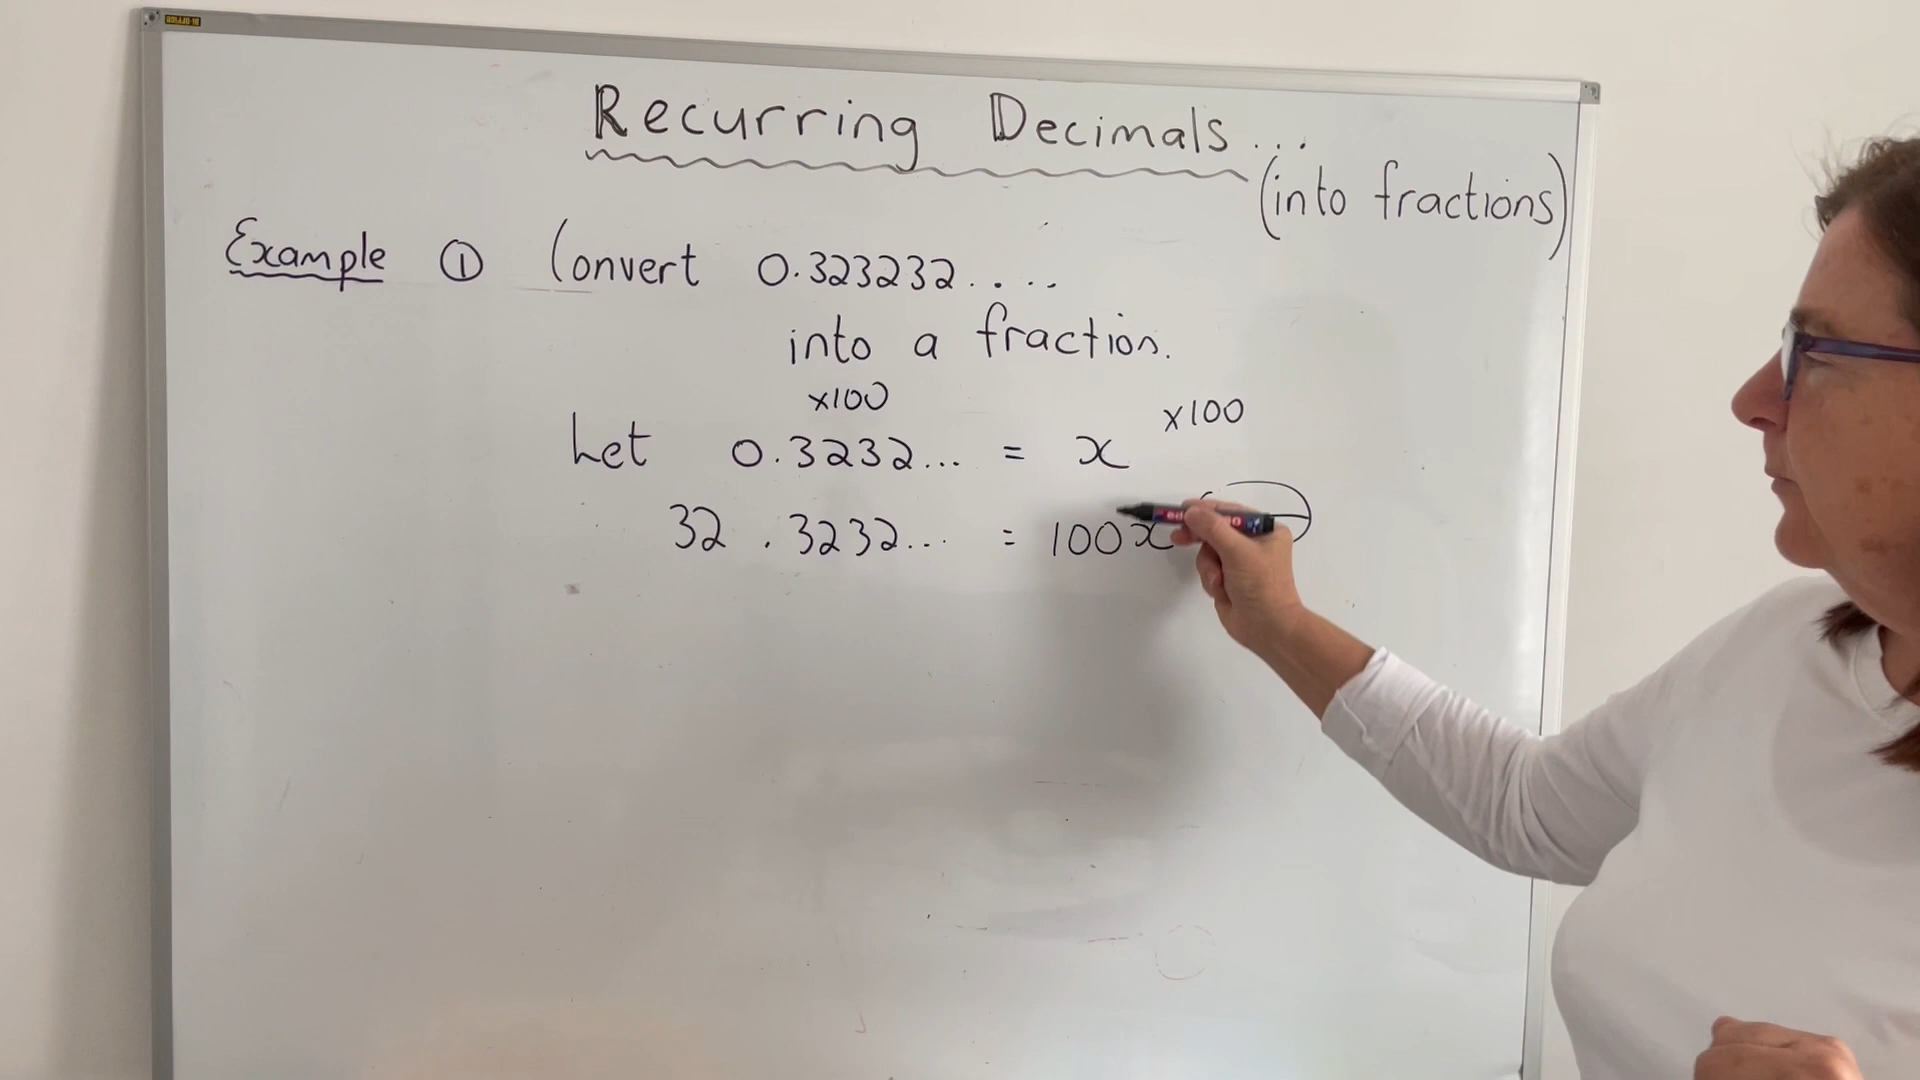 Recurring Decimals...
(into fractions)
Example ① Convert 0.323232....
into a fraction.
×100 ×100
Let 0.3232... = x
32.3232... = 100x